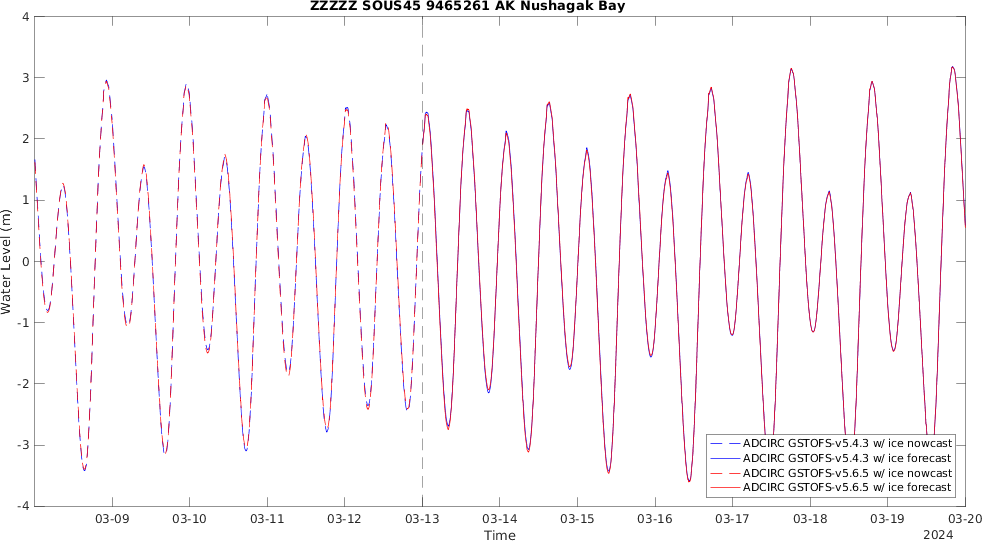 ZZZZZ SOUS45 9465261 AK Nushagak Bay
Water Level (m)
4
3
2
1
0
-1
-2
-3
-4
ADCIRC GSTOFS-v5.4.3 w/ ice nowcast
ADCIRC GSTOFS-v5.4.3 w/ ice forecast
ADCIRC GSTOFS-v5.6.5 w/ ice nowcast
ADCIRC GSTOFS-v5.6.5 w/ ice forecast
03-09 03-10 03-11 03-12 03-13 03-14 03-15 03-16 03-17 03-18 03-19 03-20
Time
2024